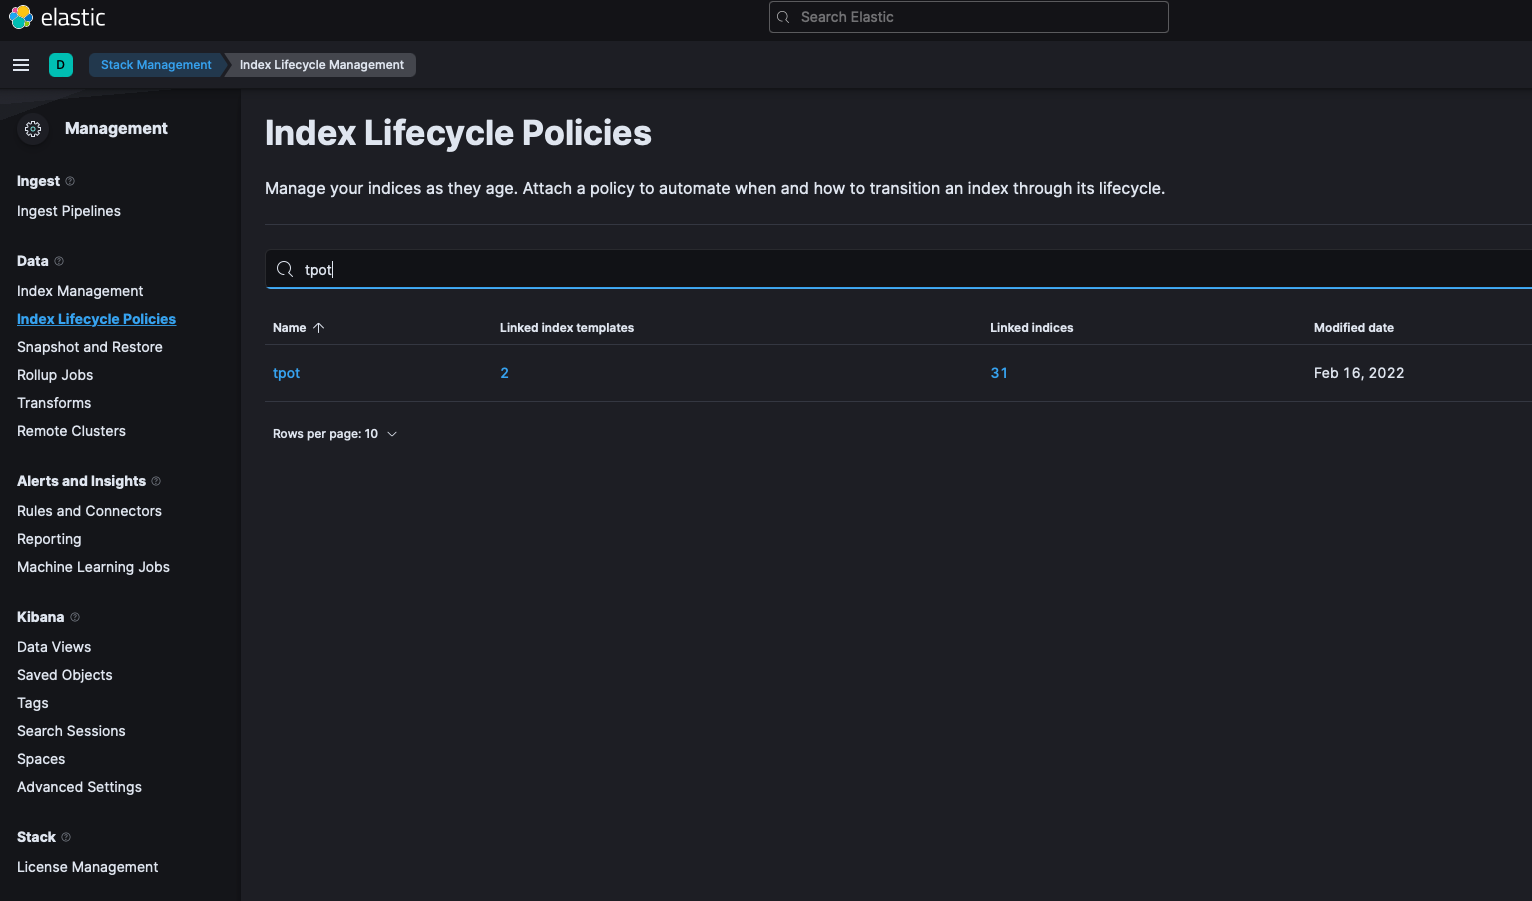 elastic
Search Elastic
D
Stack Management
Index Lifecycle Management
Management
Ingest
Ingest Pipelines
Data
Index Management
Index Lifecycle Policies
Snapshot and Restore
Rollup Jobs
Transforms
Remote Clusters
Alerts and Insights
Rules and Connectors
Reporting
Machine Learning Jobs
Kibana
Data Views
Saved Objects
Tags
Search Sessions
Spaces
Advanced Settings
Stack
License Management
Index Lifecycle Policies
Manage your indices as they age. Attach a policy to automate when and how to transition an index through its lifecycle.
tpot
Name Linked index templates Linked indices Modified date
tpot 2 31 Feb 16, 2022
Rows per page: 10